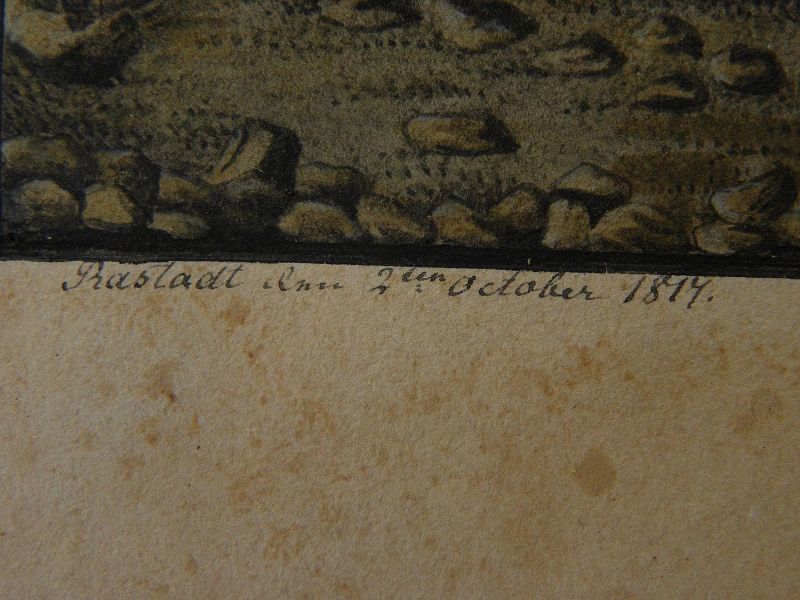 Rastadt den 2ten October 1817.